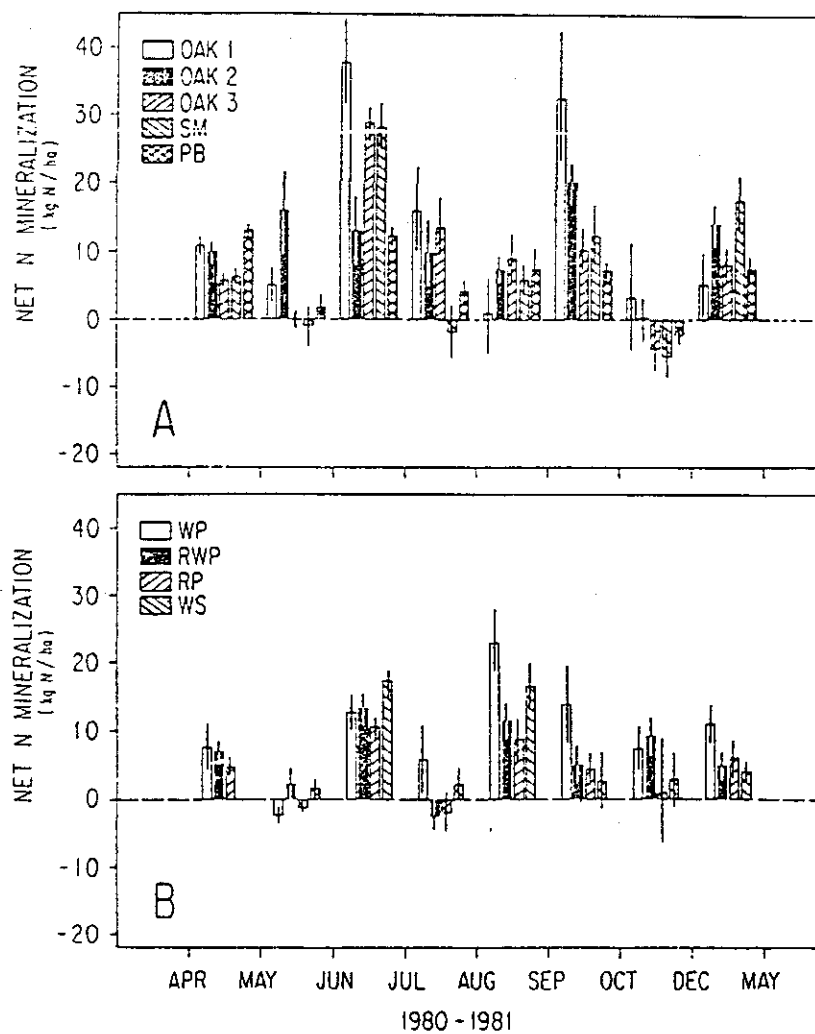 NET N MINERALIZATION
(kg N/ha)
40
30
20
10
0
-10
-20
OAK 1
OAK 2
OAK 3
SM
PB
A
NET N MINERALIZATION
(kg N/ha)
40
30
20
10
0
-10
-20
WP
RWP
RP
WS
B
APR MAY JUN JUL AUG SEP OCT DEC MAY
1980-1981